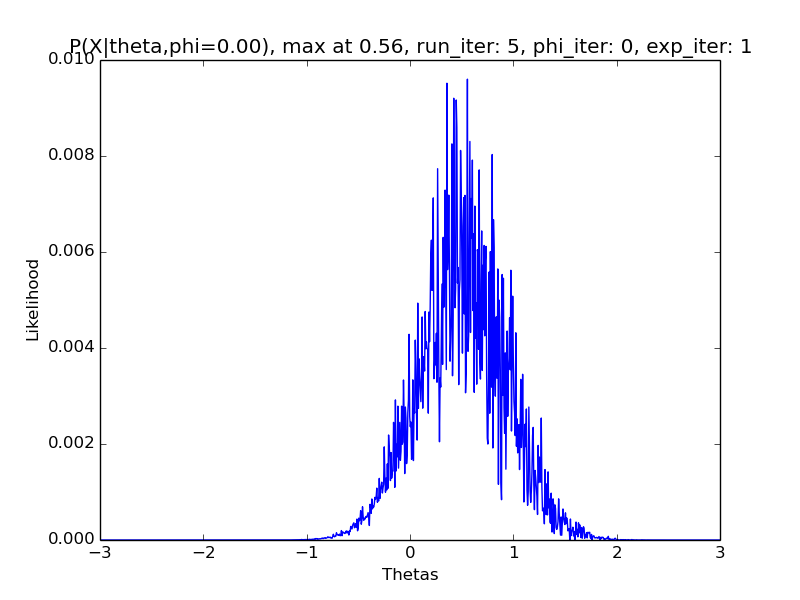 P(X|theta,phi=0.00), max at 0.56, run_iter: 5, phi_iter: 0, exp_iter: 1
0.010
0.008
0.006
0.004
0.002
0.000
Likelihood
−3 −2 −1 0 1 2 3
Thetas